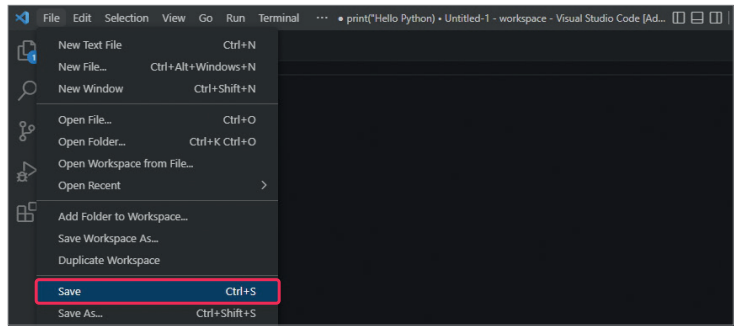 File Edit Selection View Go Run Terminal ··· ● print("Hello Python) • Untitled-1 - workspace - Visual Studio Code [Ad...
New Text File Ctrl+N
1
New File... Ctrl+Alt+Windows+N
New Window Ctrl+Shift+N
Open File... Ctrl+O
Open Folder... Ctrl+K Ctrl+O
Open Workspace from File...
Open Recent >
Add Folder to Workspace...
Save Workspace As...
Duplicate Workspace
Save Ctrl+S
Save As... Ctrl+Shift+S